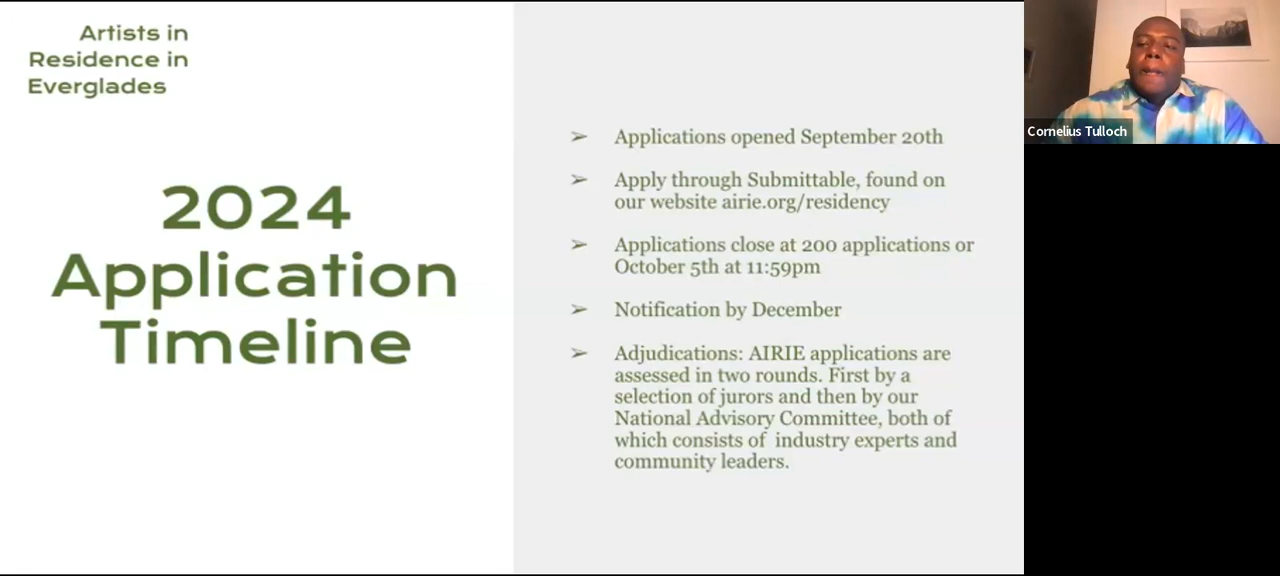 Artists in
Residence in
Everglades
2024
Application
Timeline
➢ Applications opened September 20th
➢ Apply through Submittable, found on
our website airie.org/residency
➢ Applications close at 200 applications or
October 5th at 11:59pm
➢ Notification by December
➢ Adjudications: AIRIE applications are
assessed in two rounds. First by a
selection of jurors and then by our
National Advisory Committee, both of
which consists of  industry experts and
community leaders.
Cornelius Tulloch